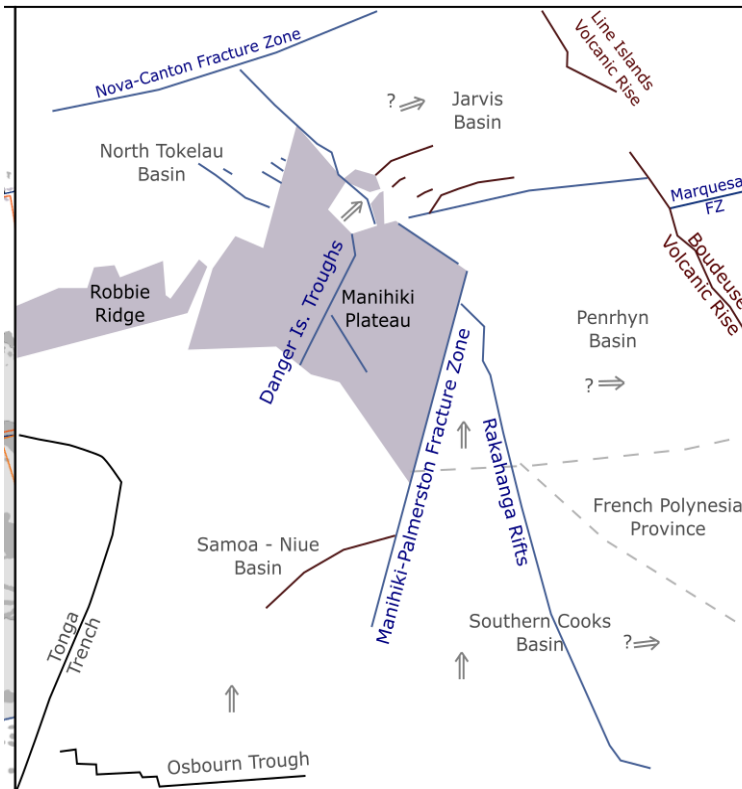 Nova-Canton Fracture Zone
Line Islands
Volcanic Rise
?
Jarvis
Basin
North Tokelau
Basin
Marquesa
FZ
Boudeuse
Volcanic Rise
Robbie
Ridge
Danger Is. Troughs
Manihiki
Plateau
Penrhyn
Basin
?
Manihiki-Palmerston Fracture Zone
Rakahanga Rifts
French Polynesia
Province
Samoa - Niue
Basin
Tonga
Trench
Southern Cooks
Basin
?
Osbourn Trough